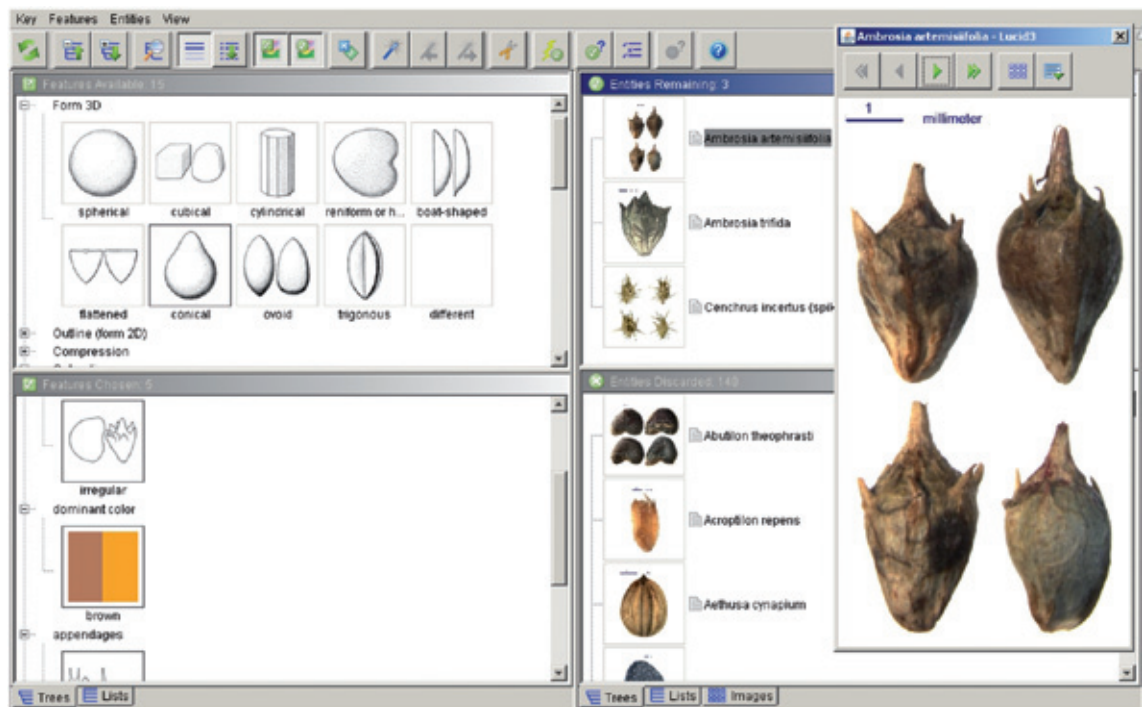 Key Features Entities View
Features Available: 15
Form 3D
spherical cubical cylindrical reniform or h... boat-shaped
flattened conical ovoid trigonous different
Outline (form 2D)
Compression
Features Chosen: 5
irregular
dominant color
brown
appendages
Trees Lists
Entities Remaining: 3
Ambrosia artemisiifolia
Ambrosia trifida
Cenchrus incertus (spik
Entities Discarded: 140
Abutilon theophrasti
Acroptilon repens
Aethusa cynapium
Trees Lists Images
Ambrosia artemisiifolia - Lucid3
1
millimeter